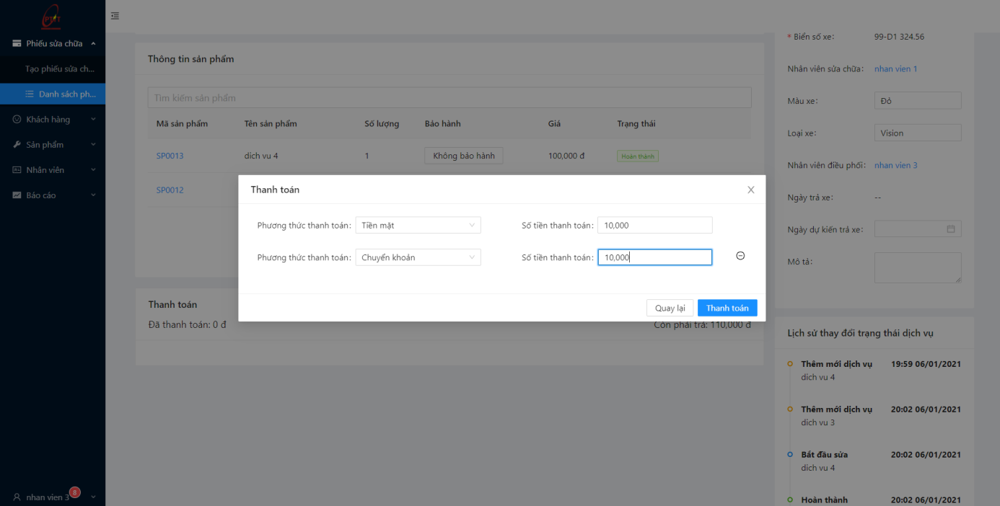 PTIT
Phiếu sửa chữa
Tạo phiếu sửa ch...
Danh sách ph...
Khách hàng
Sản phẩm
Nhân viên
Báo cáo
nhan vien 3
8
Thông tin sản phẩm
Tìm kiếm sản phẩm
Mã sản phẩm Tên sản phẩm Số lượng Bảo hành Giá Trạng thái
SP0013 dich vu 4 1 Không bảo hành 100,000 đ Hoàn thành
SP0012
Thanh toán
Phương thức thanh toán: Tiền mặt Số tiền thanh toán: 10,000
Phương thức thanh toán: Chuyển khoản Số tiền thanh toán: 10,000
Quay lại Thanh toán
Thanh toán
Đã thanh toán: 0 đ Còn phải trả: 110,000 đ
* Biển số xe: 99-D1 324.56
Nhân viên sửa chữa: nhan vien 1
Màu xe: Đỏ
Loại xe: Vision
Nhân viên điều phối: nhan vien 3
Ngày trả xe: --
Ngày dự kiến trả xe:
Mô tả:
Lịch sử thay đổi trạng thái dịch vụ
Thêm mới dịch vụ 19:59 06/01/2021
dich vu 4
Thêm mới dịch vụ 20:02 06/01/2021
dich vu 3
Bắt đầu sửa 20:02 06/01/2021
dich vu 4
Hoàn thành 20:02 06/01/2021